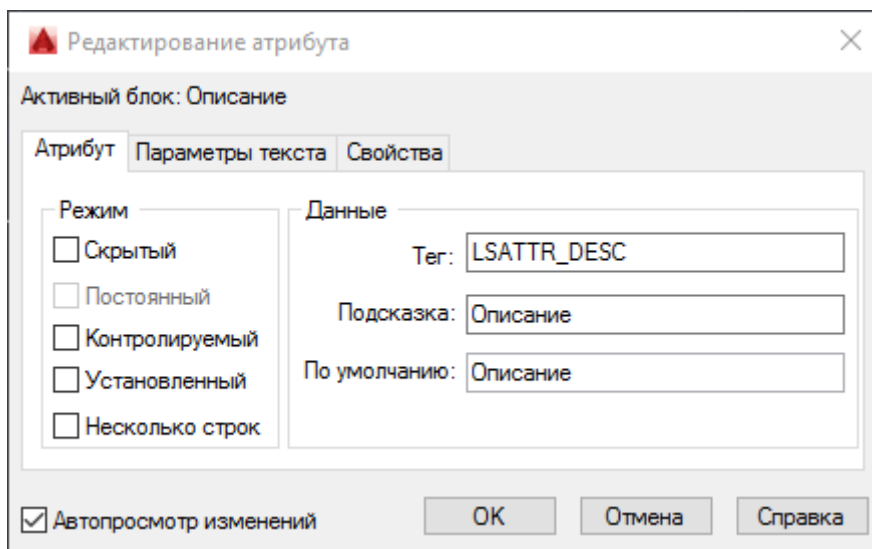 Редактирование атрибута
Активный блок: Описание
Атрибут Параметры текста Свойства
Режим
Скрытый
Постоянный
Контролируемый
Установленный
Несколько строк
Данные
Тег: LSATTR_DESC
Подсказка: Описание
По умолчанию: Описание
Автопросмотр изменений
OK Отмена Справка